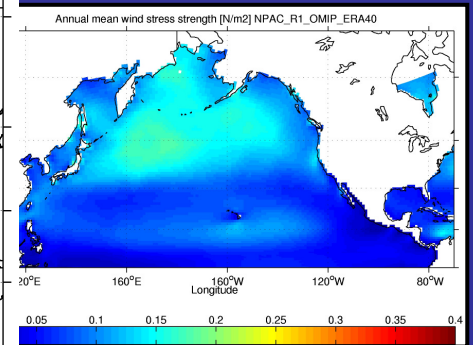 Annual mean wind stress strength [N/m2] NPAC_R1_OMIP_ERA40
20°E 160°E 160°W 120°W 80°W
Longitude
0.05 0.1 0.15 0.2 0.25 0.3 0.35 0.4